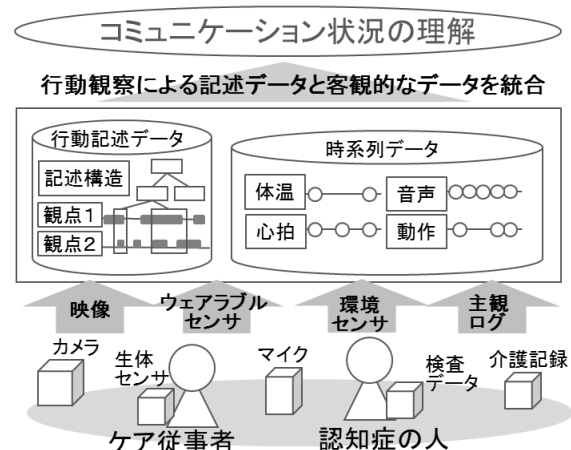 コミュニケーション状況の理解
行動観察による記述データと客観的なデータを統合
行動記述データ
記述構造
観点1
観点2
時系列データ
体温
音声
心拍
動作
映像
ウェアラブル
センサ
環境
センサ
主観
ログ
カメラ
生体
センサ
マイク
検査
データ
介護記録
ケア従事者
認知症の人